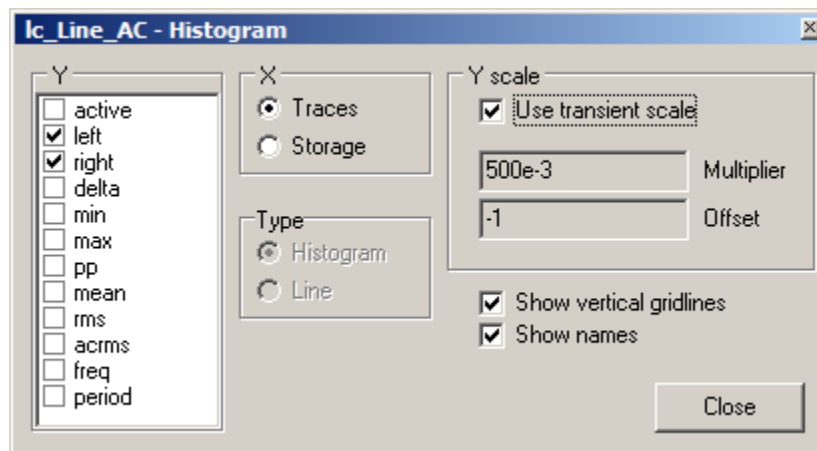 lc_Line_AC - Histogram
Y
active
left
right
delta
min
max
pp
mean
rms
acrms
freq
period
X
Traces
Storage
Type
Histogram
Line
Y scale
Use transient scale
500e-3 Multiplier
-1 Offset
Show vertical gridlines
Show names
Close